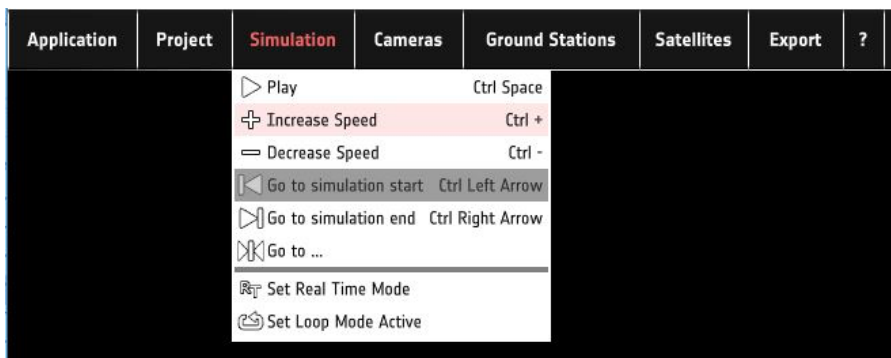 Application Project Simulation Cameras Ground Stations Satellites Export ?
Play Ctrl Space
Increase Speed Ctrl +
Decrease Speed Ctrl -
Go to simulation start Ctrl Left Arrow
Go to simulation end Ctrl Right Arrow
Go to ...
RT Set Real Time Mode
Set Loop Mode Active